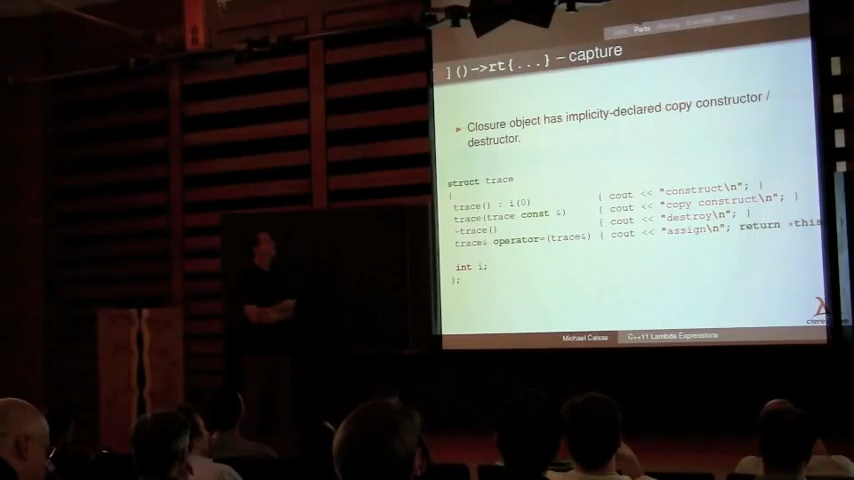 Parts
]()->rt{...} – capture
► Closure object has implicity-declared copy constructor /
destructor.
struct trace
{
trace() : i(0) { cout << "construct\n"; }
trace(trace const &) { cout << "copy construct\n"; }
~trace() { cout << "destroy\n"; }
trace& operator=(trace&) { cout << "assign\n"; return *this; }
int i;
};
Michael Caisse C++11 Lambda Expressions